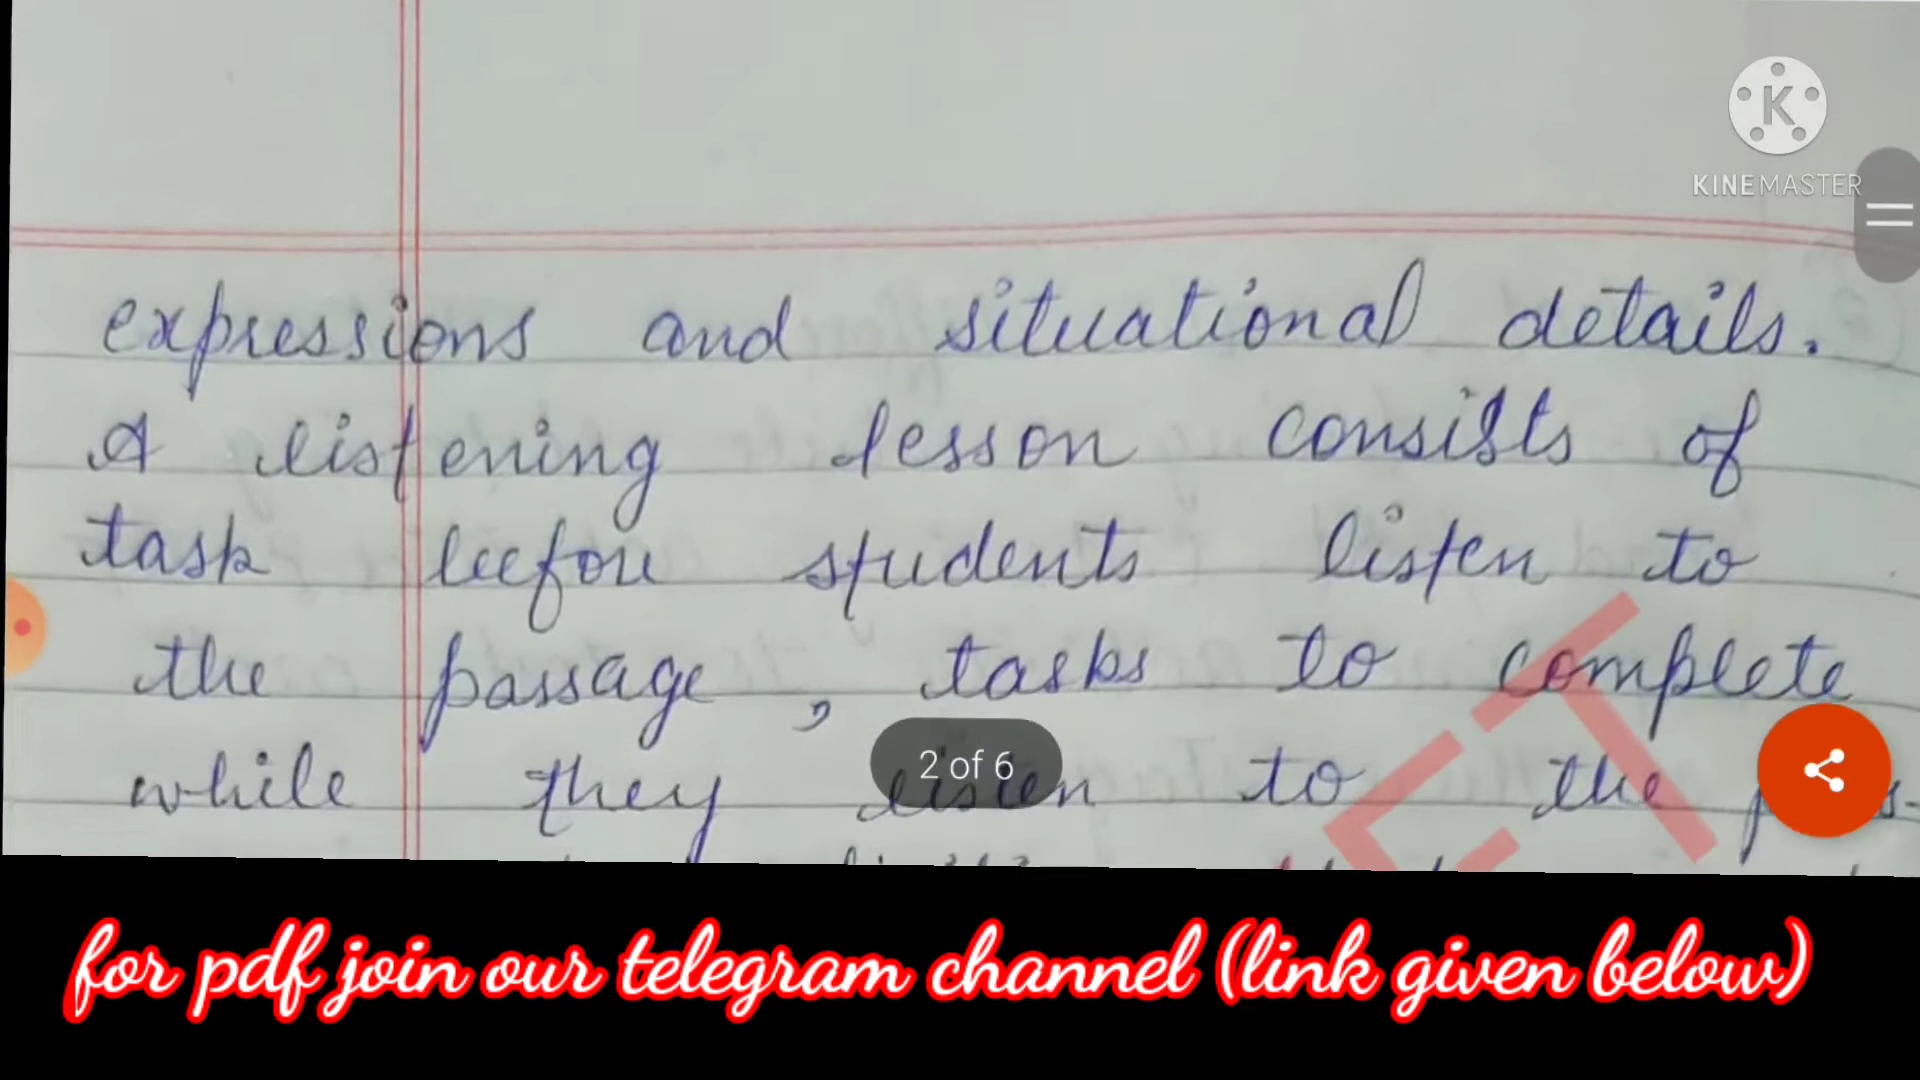 KINEMASTER
expressions and situational details.
A listening lesson consists of
task before students listen to
the passage, tasks to complete
while they listen to the
2 of 6
for pdf join our telegram channel (link given below)